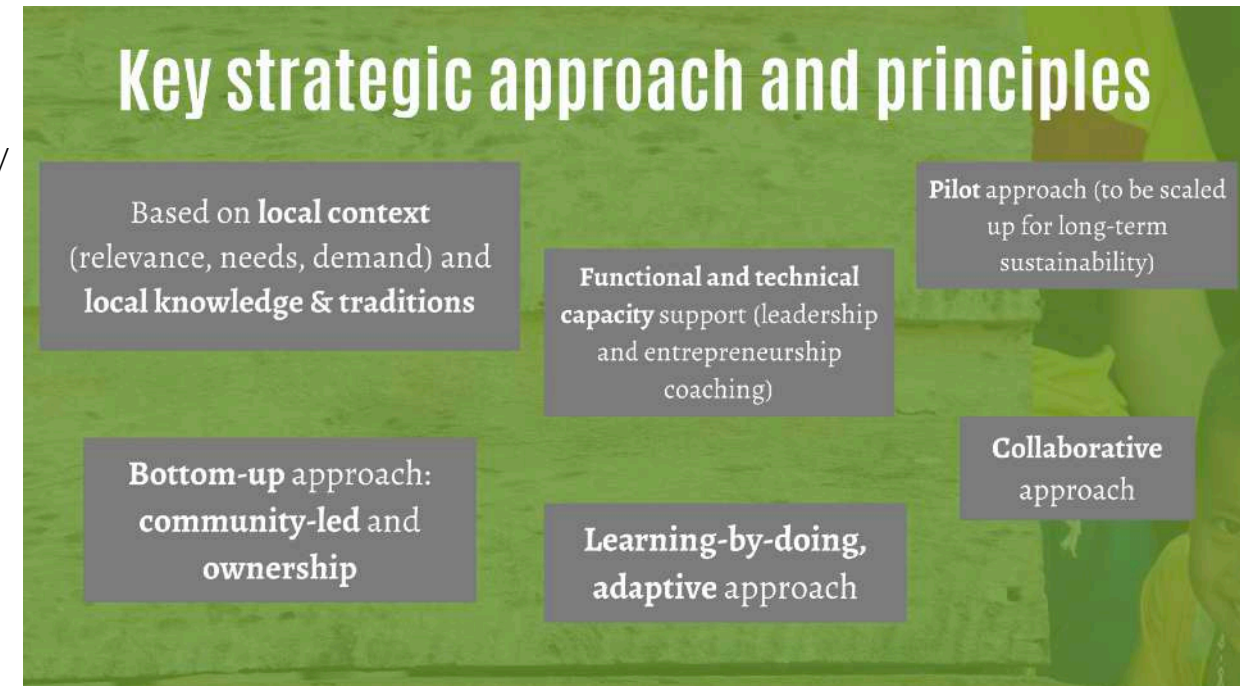 Key strategic approach and principles
/
Based on local context
(relevance, needs, demand) and
local knowledge & traditions
Functional and technical
capacity support (leadership
and entrepreneurship
coaching)
Pilot approach (to be scaled
up for long-term
sustainability)
Bottom-up approach:
community-led and
ownership
Learning-by-doing,
adaptive approach
Collaborative
approach